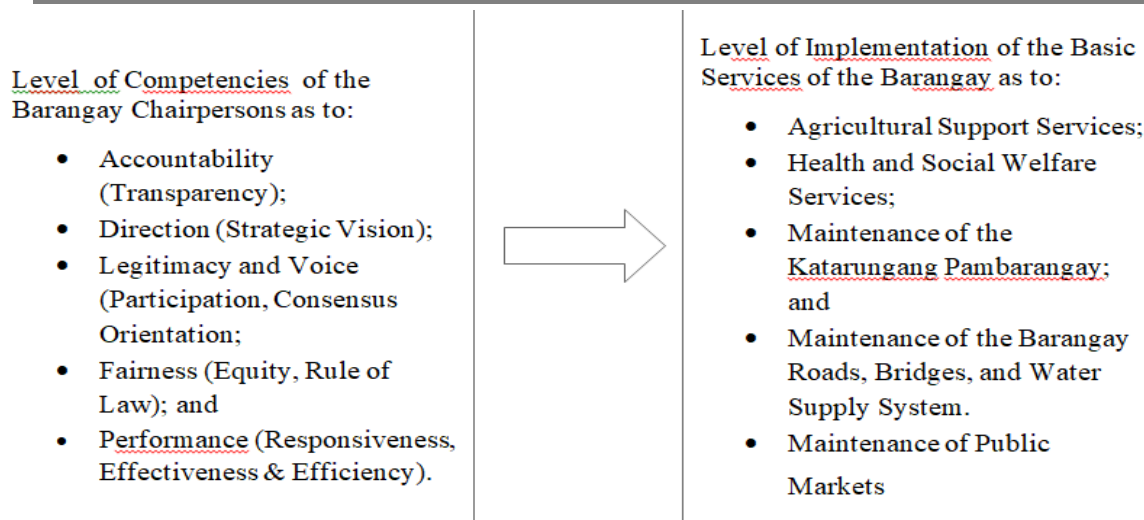 Level of Competencies of the
Barangay Chairpersons as to:
• Accountability
(Transparency);
• Direction (Strategic Vision);
• Legitimacy and Voice
(Participation, Consensus
Orientation;
• Fairness (Equity, Rule of
Law); and
• Performance (Responsiveness,
Effectiveness & Efficiency).
Level of Implementation of the Basic
Services of the Barangay as to:
• Agricultural Support Services;
• Health and Social Welfare
Services;
• Maintenance of the
Katarungang Pambarangay;
and
• Maintenance of the Barangay
Roads, Bridges, and Water
Supply System.
• Maintenance of Public
Markets